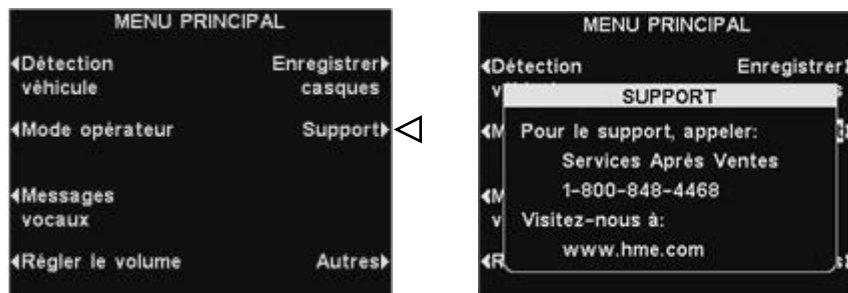 MENU PRINCIPAL
Détection Enregistrer
véhicule casques
Mode opérateur Support
Messages
vocaux
Régler le volume Autres
MENU PRINCIPAL
Détection Enregistrer
SUPPORT
Pour le support, appeler:
Services Après Ventes
1-800-848-4468
Visitez-nous à:
www.hme.com